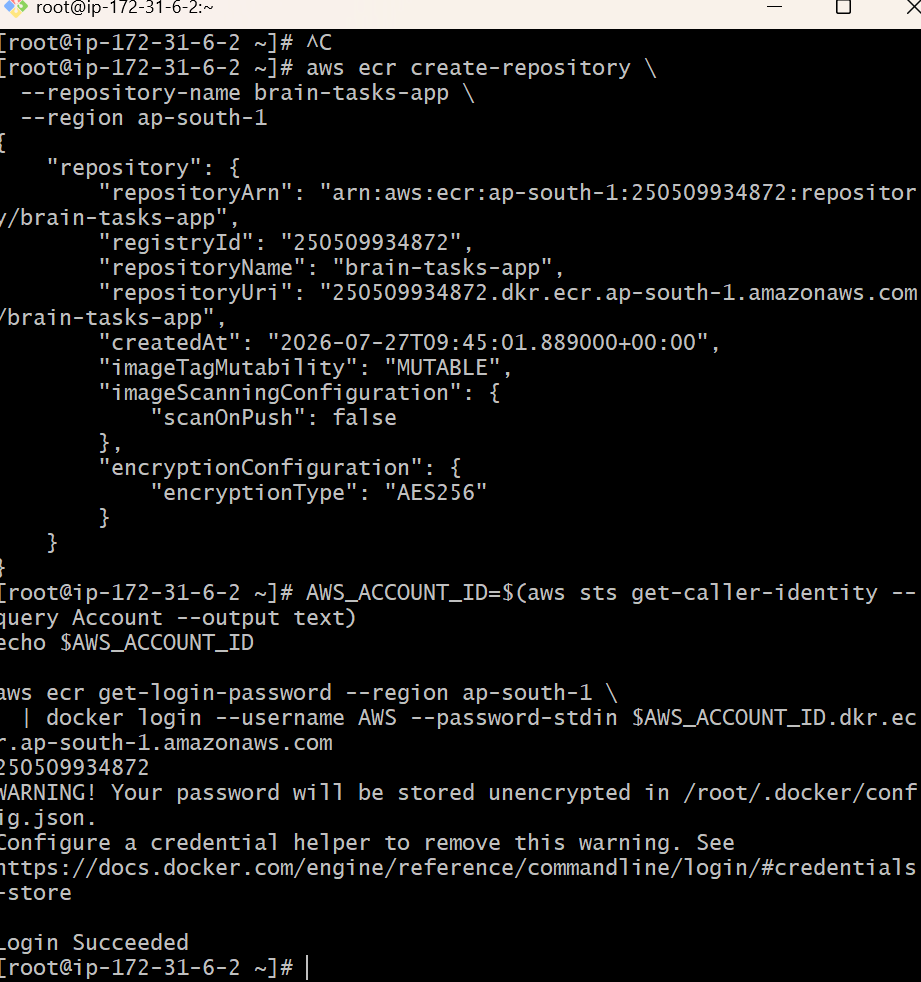 root@ip-172-31-6-2:~
[root@ip-172-31-6-2 ~]# ^C
[root@ip-172-31-6-2 ~]# aws ecr create-repository \
  --repository-name brain-tasks-app \
  --region ap-south-1
{
    "repository": {
        "repositoryArn": "arn:aws:ecr:ap-south-1:250509934872:repositor
y/brain-tasks-app",
        "registryId": "250509934872",
        "repositoryName": "brain-tasks-app",
        "repositoryUri": "250509934872.dkr.ecr.ap-south-1.amazonaws.com
/brain-tasks-app",
        "createdAt": "2026-07-27T09:45:01.889000+00:00",
        "imageTagMutability": "MUTABLE",
        "imageScanningConfiguration": {
            "scanOnPush": false
        },
        "encryptionConfiguration": {
            "encryptionType": "AES256"
        }
    }
}
[root@ip-172-31-6-2 ~]# AWS_ACCOUNT_ID=$(aws sts get-caller-identity --
query Account --output text)
echo $AWS_ACCOUNT_ID

aws ecr get-login-password --region ap-south-1 \
  | docker login --username AWS --password-stdin $AWS_ACCOUNT_ID.dkr.ec
r.ap-south-1.amazonaws.com
250509934872
WARNING! Your password will be stored unencrypted in /root/.docker/conf
ig.json.
Configure a credential helper to remove this warning. See
https://docs.docker.com/engine/reference/commandline/login/#credentials
-store

Login Succeeded
[root@ip-172-31-6-2 ~]#